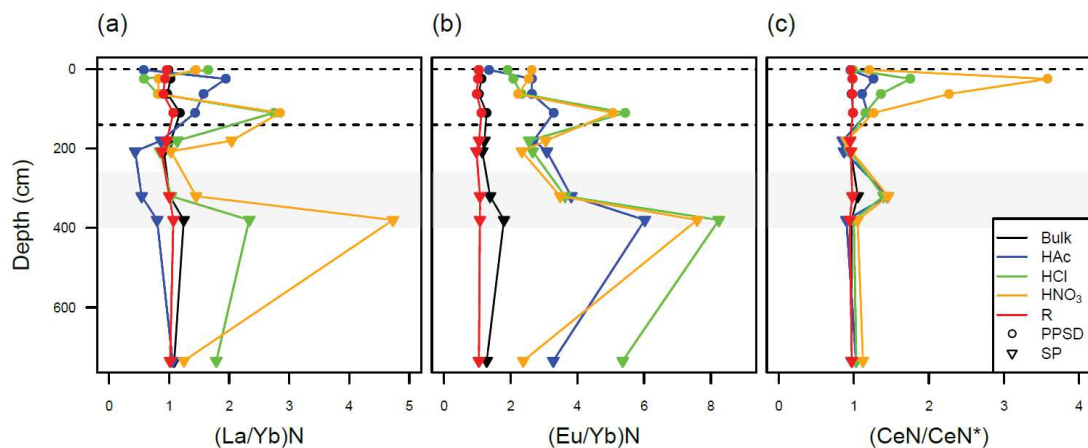 (a)
(b)
(c)
0
200
400
600
Depth (cm)
0 1 2 3 4 5
(La/Yb)N
0 2 4 6 8
(Eu/Yb)N
0 1 2 3 4
(CeN/CeN*)
Bulk
HAc
HCl
HNO₃
R
PPSD
SP